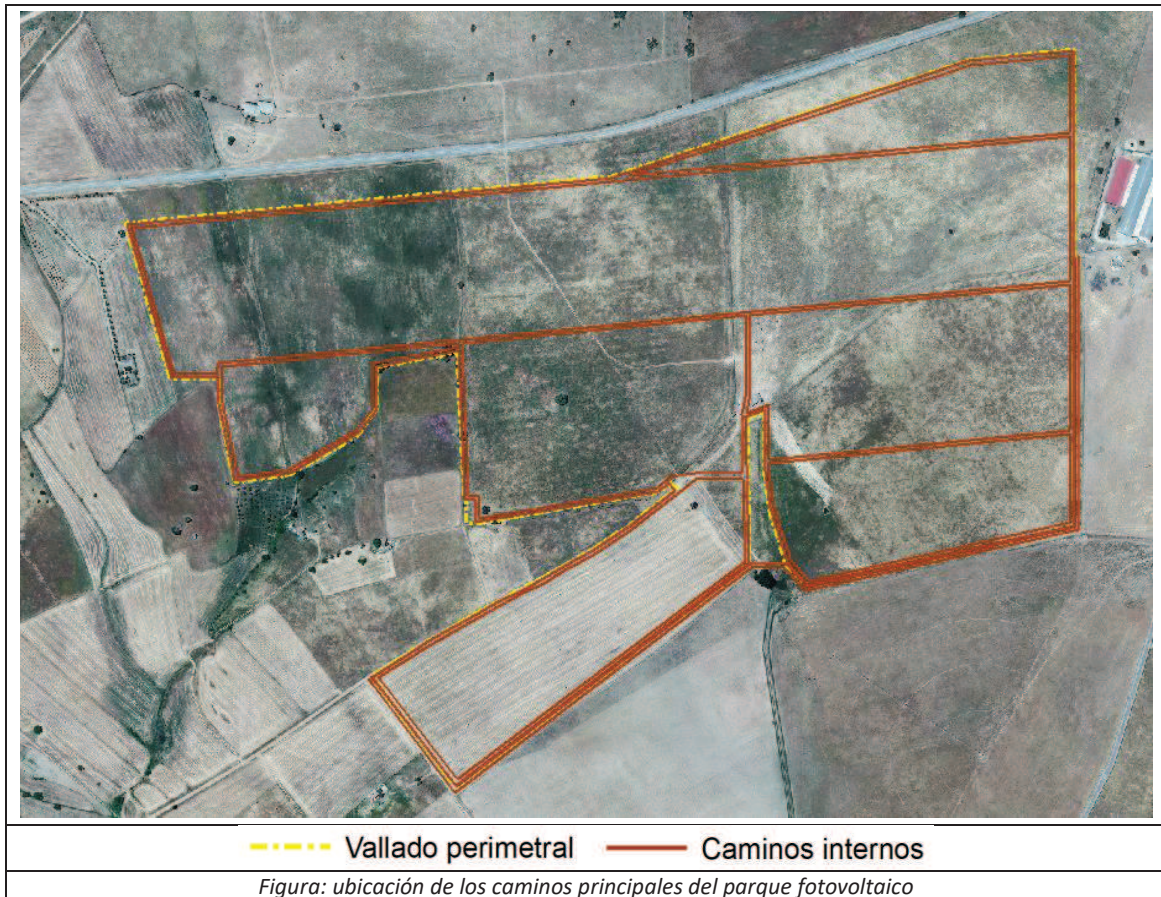 Vallado perimetral Caminos internos
Figura: ubicación de los caminos principales del parque fotovoltaico